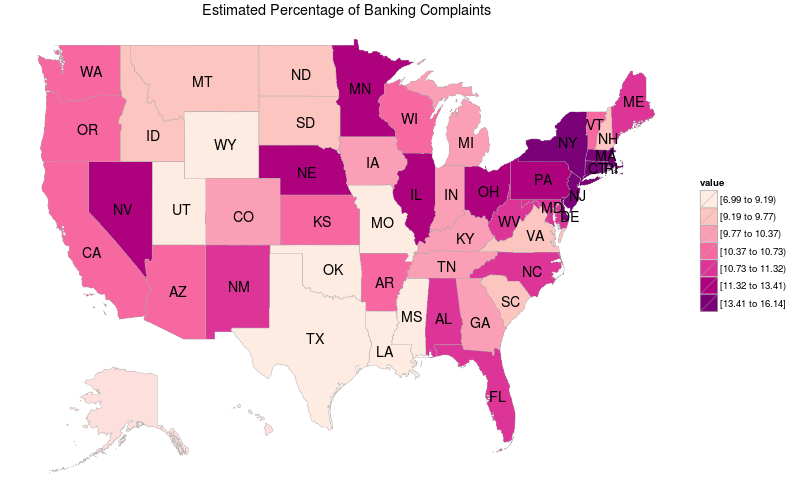 Estimated Percentage of Banking Complaints
WA
MT
ND
MN
ME
OR
ID
SD
WI
VT
NH
WY
MI
NY
MA
CT
RI
NE
IA
PA
NJ
NV
UT
CO
IL
IN
OH
MD
DE
KS
MO
WV
VA
CA
KY
OK
TN
NC
AZ
NM
AR
SC
TX
MS
AL
GA
LA
FL
value
[6.99 to 9.19)
[9.19 to 9.77)
[9.77 to 10.37)
[10.37 to 10.73)
[10.73 to 11.32)
[11.32 to 13.41)
[13.41 to 16.14]